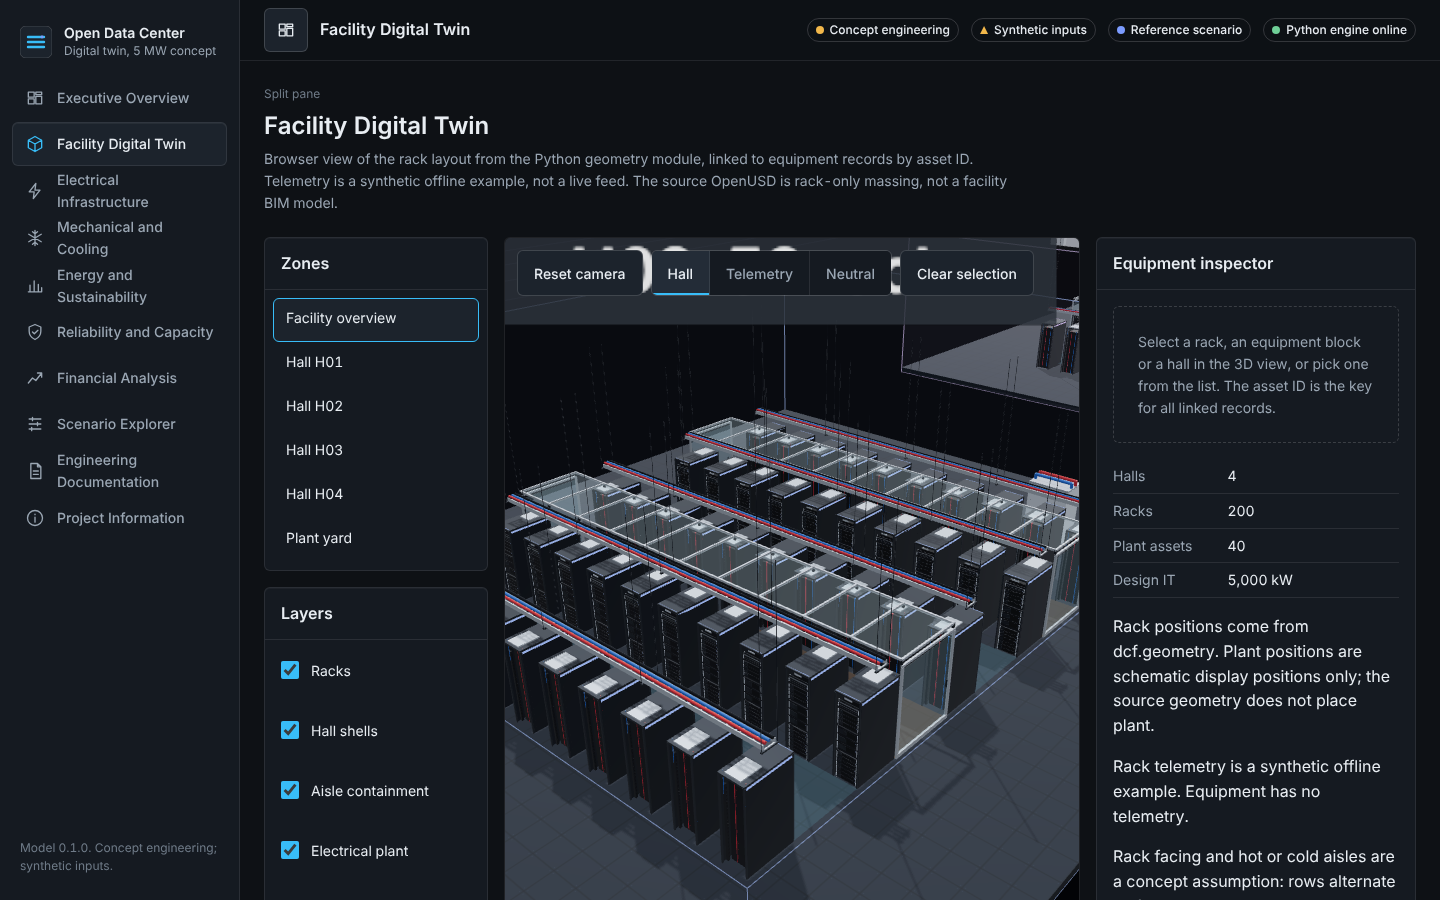 Open Data Center
Digital twin, 5 MW concept
Executive Overview
Facility Digital Twin
Electrical
Infrastructure
Mechanical and
Cooling
Energy and
Sustainability
Reliability and Capacity
Financial Analysis
Scenario Explorer
Engineering
Documentation
Project Information
Model 0.1.0. Concept engineering;
synthetic inputs.
Facility Digital Twin
Concept engineering
Synthetic inputs
Reference scenario
Python engine online
Split pane
Facility Digital Twin
Browser view of the rack layout from the Python geometry module, linked to equipment records by asset ID.
Telemetry is a synthetic offline example, not a live feed. The source OpenUSD is rack-only massing, not a facility
BIM model.
Zones
Facility overview
Hall H01
Hall H02
Hall H03
Hall H04
Plant yard
Layers
Racks
Hall shells
Aisle containment
Electrical plant
Reset camera
Hall
Telemetry
Neutral
Clear selection
Equipment inspector
Select a rack, an equipment block
or a hall in the 3D view, or pick one
from the list. The asset ID is the key
for all linked records.
Halls 4
Racks 200
Plant assets 40
Design IT 5,000 kW
Rack positions come from
dcf.geometry. Plant positions are
schematic display positions only; the
source geometry does not place
plant.
Rack telemetry is a synthetic offline
example. Equipment has no
telemetry.
Rack facing and hot or cold aisles are
a concept assumption: rows alternate